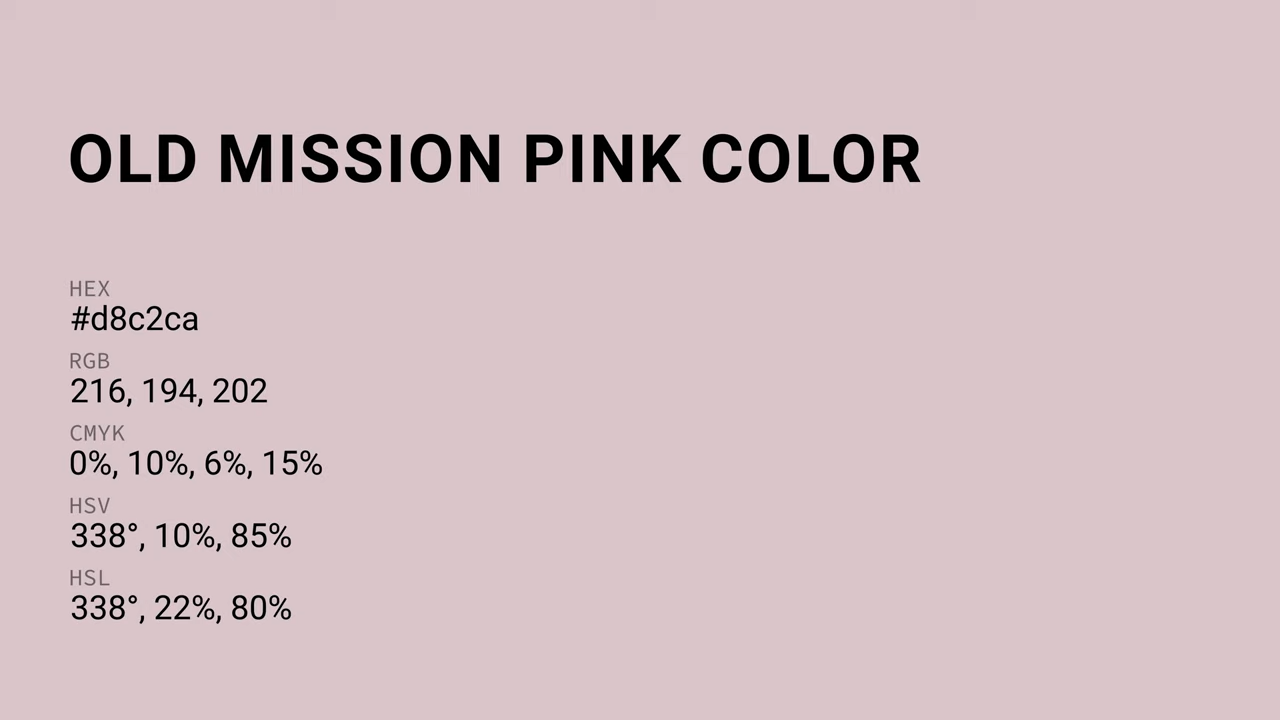 OLD MISSION PINK COLOR
HEX
#d8c2ca
RGB
216, 194, 202
CMYK
0%, 10%, 6%, 15%
HSV
338°, 10%, 85%
HSL
338°, 22%, 80%